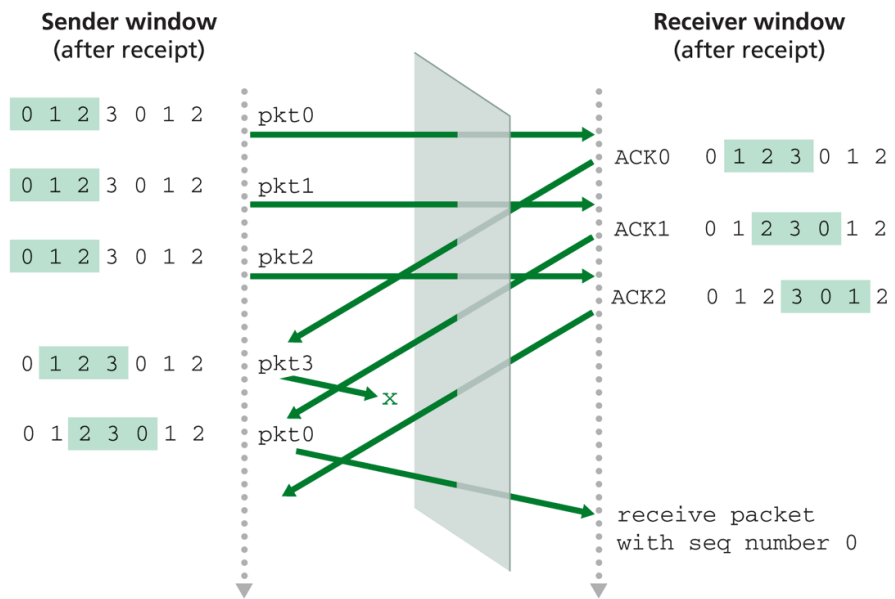 Sender window
(after receipt)
Receiver window
(after receipt)
0 1 2 3 0 1 2
pkt0
ACK0 0 1 2 3 0 1 2
0 1 2 3 0 1 2
pkt1
ACK1 0 1 2 3 0 1 2
0 1 2 3 0 1 2
pkt2
ACK2 0 1 2 3 0 1 2
0 1 2 3 0 1 2
pkt3
x
0 1 2 3 0 1 2
pkt0
receive packet
with seq number 0